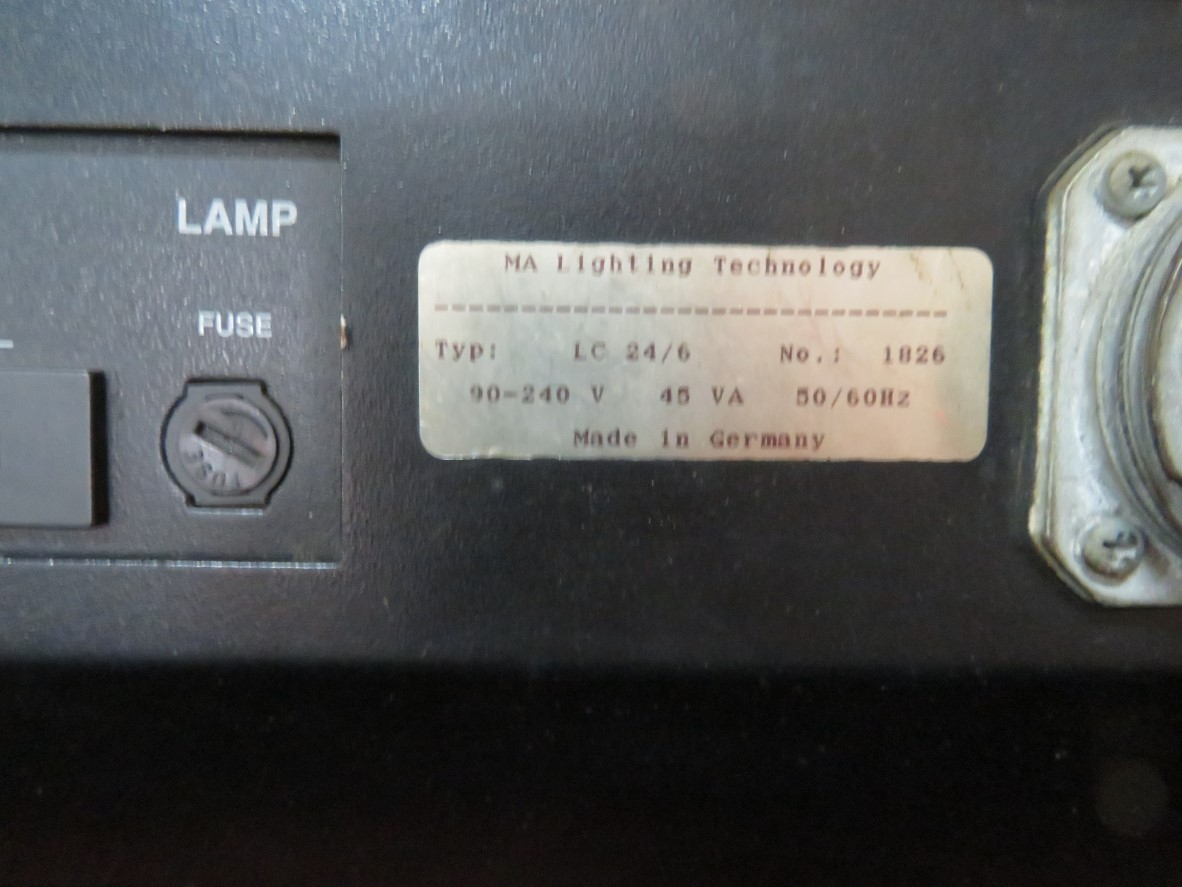 LAMP
FUSE
FUSE
MA Lighting Technology
------------------------------
Typ: LC 24/6 No.: 1826
90-240 V 45 VA 50/60Hz
Made in Germany